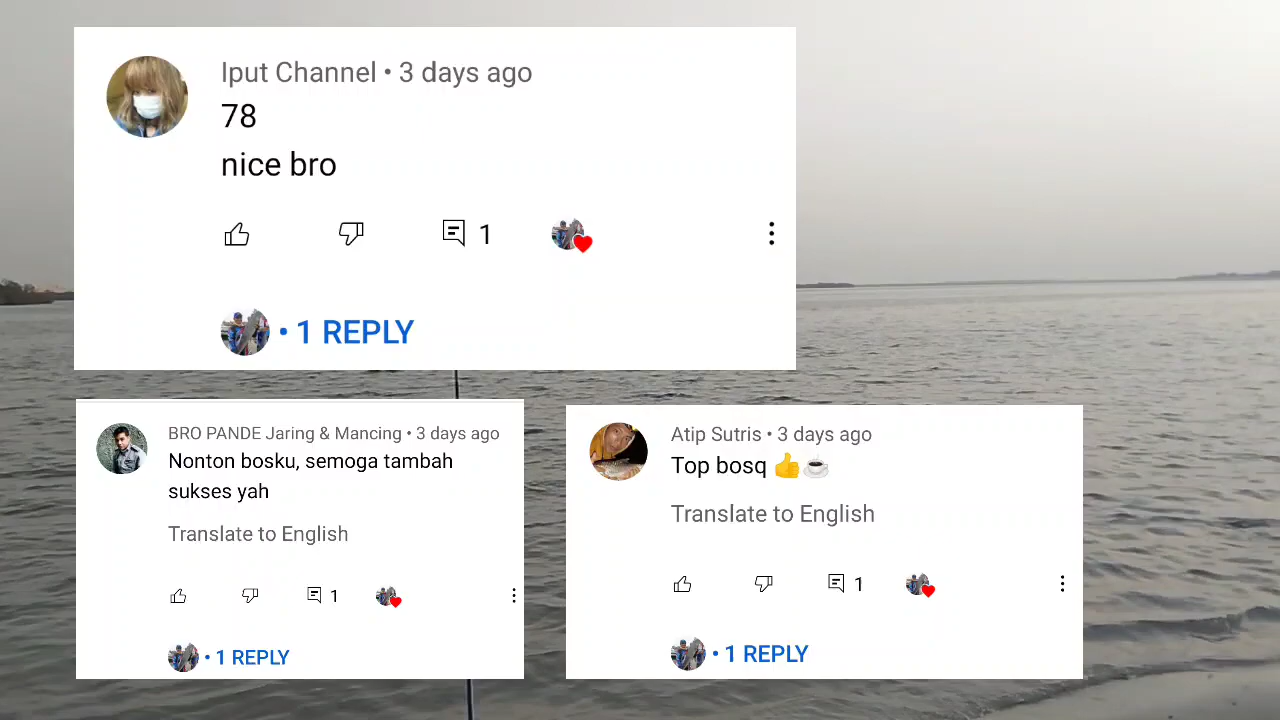 Iput Channel • 3 days ago
78
nice bro
1
• 1 REPLY
BRO PANDE Jaring & Mancing • 3 days ago
Nonton bosku, semoga tambah
sukses yah
Translate to English
1
• 1 REPLY
Atip Sutris • 3 days ago
Top bosq 👍☕
Translate to English
1
• 1 REPLY